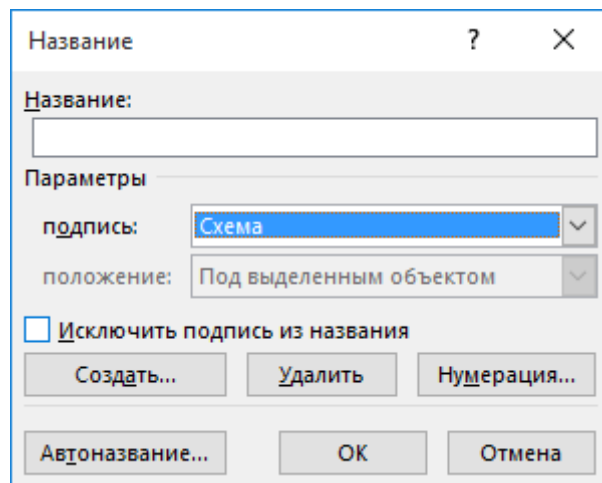 Название ?
Название:
Параметры
подпись: Схема
положение: Под выделенным объектом
Исключить подпись из названия
Создать... Удалить Нумерация...
Автоназвание... ОК Отмена